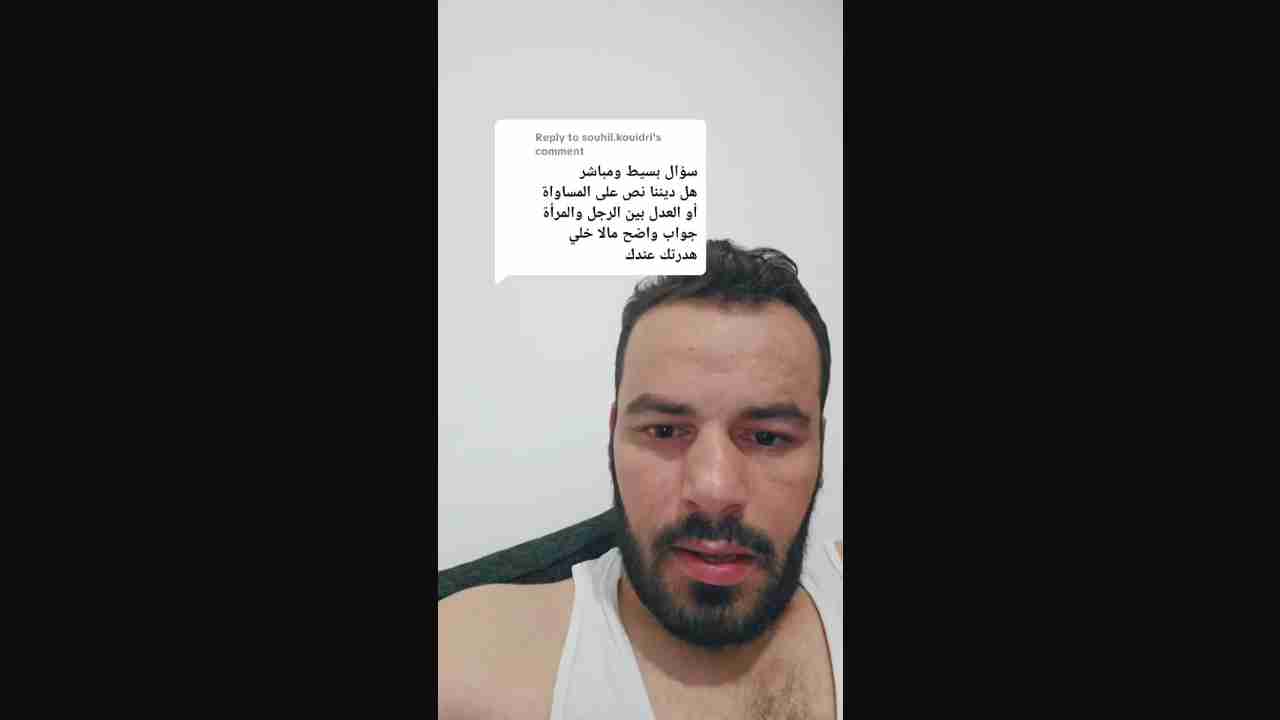 Reply to souhil.kouidri's
comment
سؤال بسيط ومباشر
هل ديننا نص على المساواة
أو العدل بين الرجل والمرأة
جواب واضح مالا خلي
هدرتك عندك